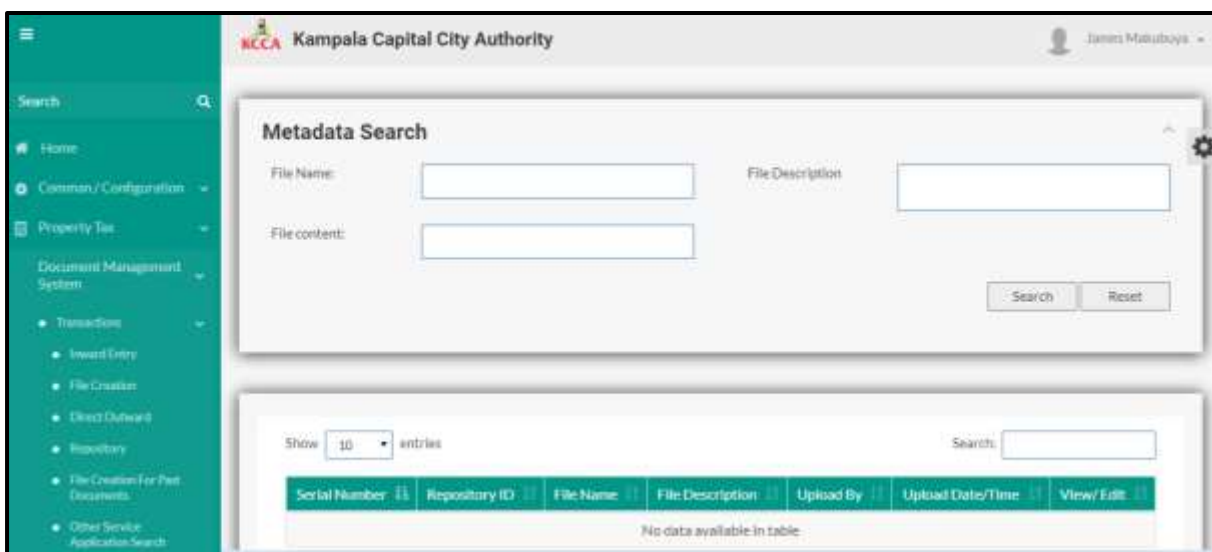 KCCA Kampala Capital City Authority
James Makubuya
Search
Home
Common / Configuration
Property Tax
Document Management
System
Transactions
Inward Entry
File Creation
Direct Outward
Repository
File Creation For Past
Documents
Other Service
Application Search
Metadata Search
File Name:
File Description
File content:
Search Reset
Show 10 entries
Search:
Serial Number Repository ID File Name File Description Upload By Upload Date/Time View/ Edit
No data available in table